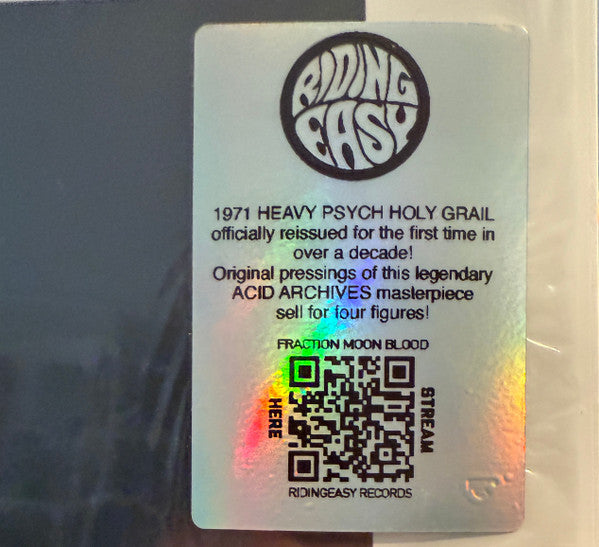 RIDING
EASY
1971 HEAVY PSYCH HOLY GRAIL
officially reissued for the first time in
over a decade!
Original pressings of this legendary
ACID ARCHIVES masterpiece
sell for four figures!
FRACTION MOON BLOOD
HERE
STREAM
RIDINGEASY RECORDS